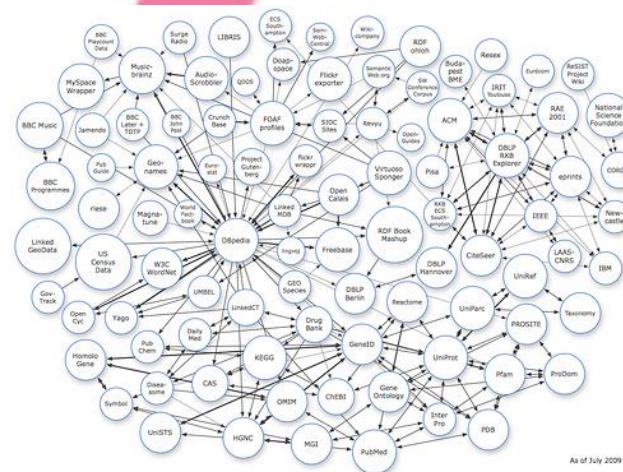 BBC
Playcount
Data
Surge
Radio
LIBRIS
ECS
South-
ampton
Sem-
Web-
Central
Wiki-
company
RDF
ohloh
Resex
Music-
brainz
Doap-
space
Buda-
pest
BME
Eurécom
ReSIST
Project
Wiki
MySpace
Wrapper
Audio-
Scrobbler
QDOS
Flickr
exporter
Semantic
Web.org
SW
Conference
Corpus
IRIT
Toulouse
National
Science
Foundation
BBC Music
Jamendo
BBC
Later +
TOTP
BBC
John
Peel
Crunch
Base
FOAF
profiles
SIOC
Sites
Revyu
Open-
Guides
ACM
RAE
2001
DBLP
RKB
Explorer
BBC
Programmes
Pub
Guide
Geo-
names
Euro-
stat
Project
Guten-
berg
flickr
wrappr
Virtuoso
Sponger
Pisa
eprints
CORDIS
riese
Magna-
tune
World
Fact-
book
Linked
MDB
Open
Calais
RKB
ECS
South-
ampton
IEEE
New-
castle
Linked
GeoData
US
Census
Data
W3C
WordNet
DBpedia
lingvoj
Freebase
RDF Book
Mashup
DBLP
Hannover
CiteSeer
LAAS-
CNRS
IBM
Gov-
Track
Open
Cyc
Yago
UMBEL
LinkedCT
GEO
Species
DBLP
Berlin
Reactome
UniParc
UniRef
Taxonomy
PROSITE
Daily
Med
Drug
Bank
Pub
Chem
GeneID
Homolo
Gene
KEGG
UniProt
Pfam
ProDom
Disea-
some
CAS
ChEBI
Gene
Ontology
Symbol
OMIM
Inter
Pro
PDB
UniSTS
HGNC
MGI
PubMed
As of July 2009